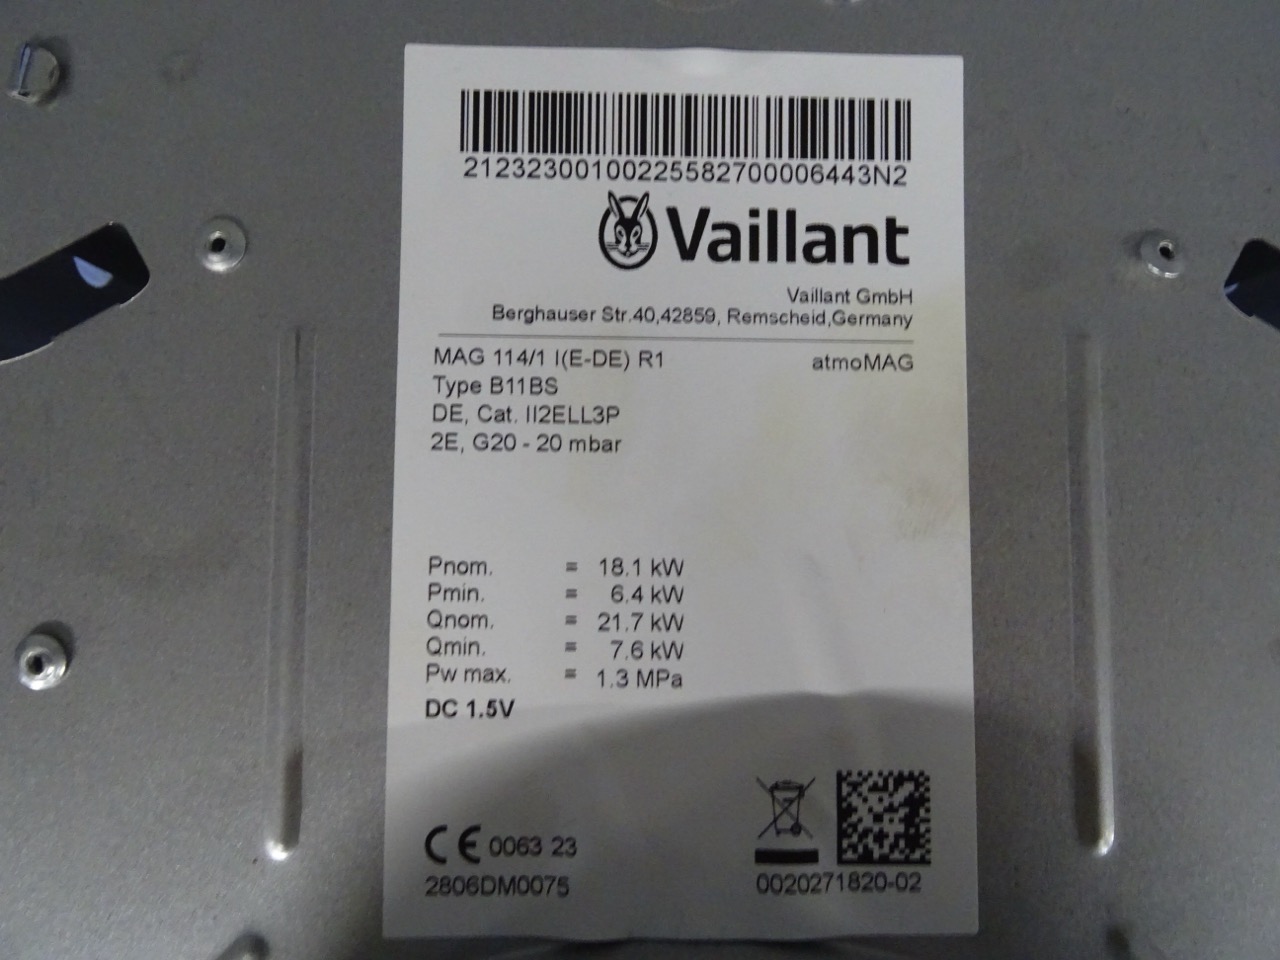 21232300100225582700006443N2
Vaillant
Vaillant GmbH
Berghauser Str.40,42859, Remscheid,Germany
MAG 114/1 I(E-DE) R1 atmoMAG
Type B11BS
DE, Cat. II2ELL3P
2E, G20 - 20 mbar
Pnom. = 18.1 kW
Pmin. = 6.4 kW
Qnom. = 21.7 kW
Qmin. = 7.6 kW
Pw max. = 1.3 MPa
DC 1.5V
CE 0063 23
2806DM0075
0020271820-02